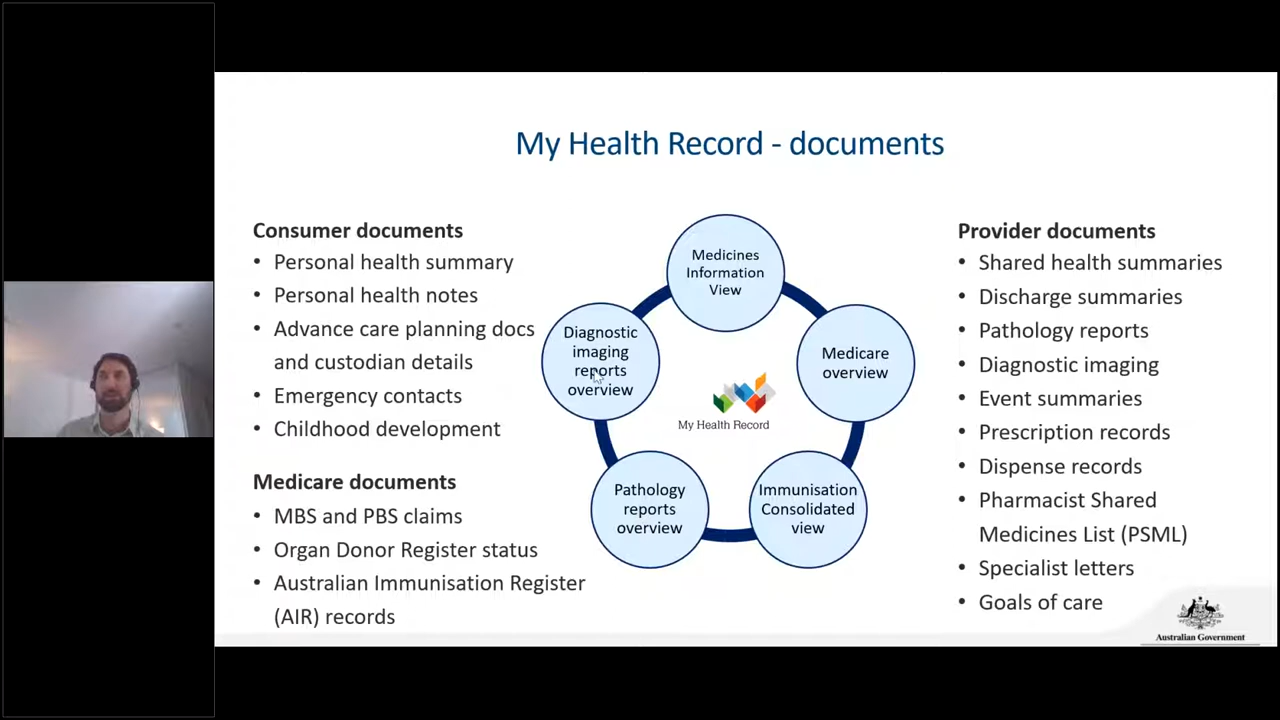 My Health Record - documents
Consumer documents
• Personal health summary
• Personal health notes
• Advance care planning docs
and custodian details
• Emergency contacts
• Childhood development
Medicare documents
• MBS and PBS claims
• Organ Donor Register status
• Australian Immunisation Register
(AIR) records
Medicines
Information
View
Diagnostic
imaging
reports
overview
Medicare
overview
My Health Record
Pathology
reports
overview
Immunisation
Consolidated
view
Provider documents
• Shared health summaries
• Discharge summaries
• Pathology reports
• Diagnostic imaging
• Event summaries
• Prescription records
• Dispense records
• Pharmacist Shared
Medicines List (PSML)
• Specialist letters
• Goals of care
Australian Government